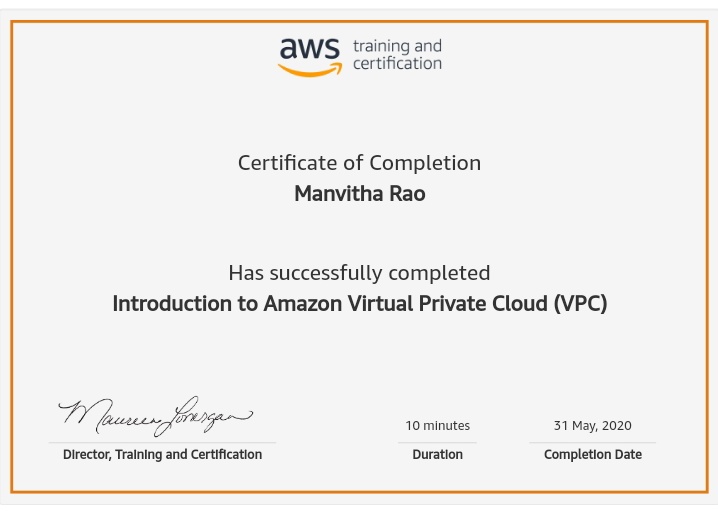 aws training and
certification
Certificate of Completion
Manvitha Rao
Has successfully completed
Introduction to Amazon Virtual Private Cloud (VPC)
Maureen Lonergan
10 minutes
31 May, 2020
Director, Training and Certification
Duration
Completion Date